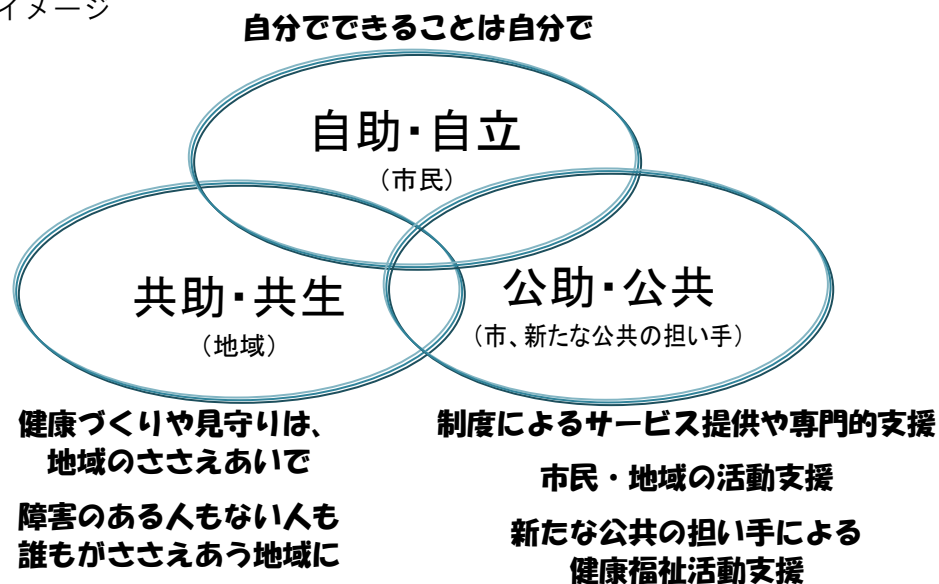 イメージ
自分でできることは自分で
自助・自立
（市民）
共助・共生
（地域）
公助・公共
（市、新たな公共の担い手）
健康づくりや見守りは、
地域のささえあいで
障害のある人もない人も
誰もがささえあう地域に
制度によるサービス提供や専門的支援
市民・地域の活動支援
新たな公共の担い手による
健康福祉活動支援